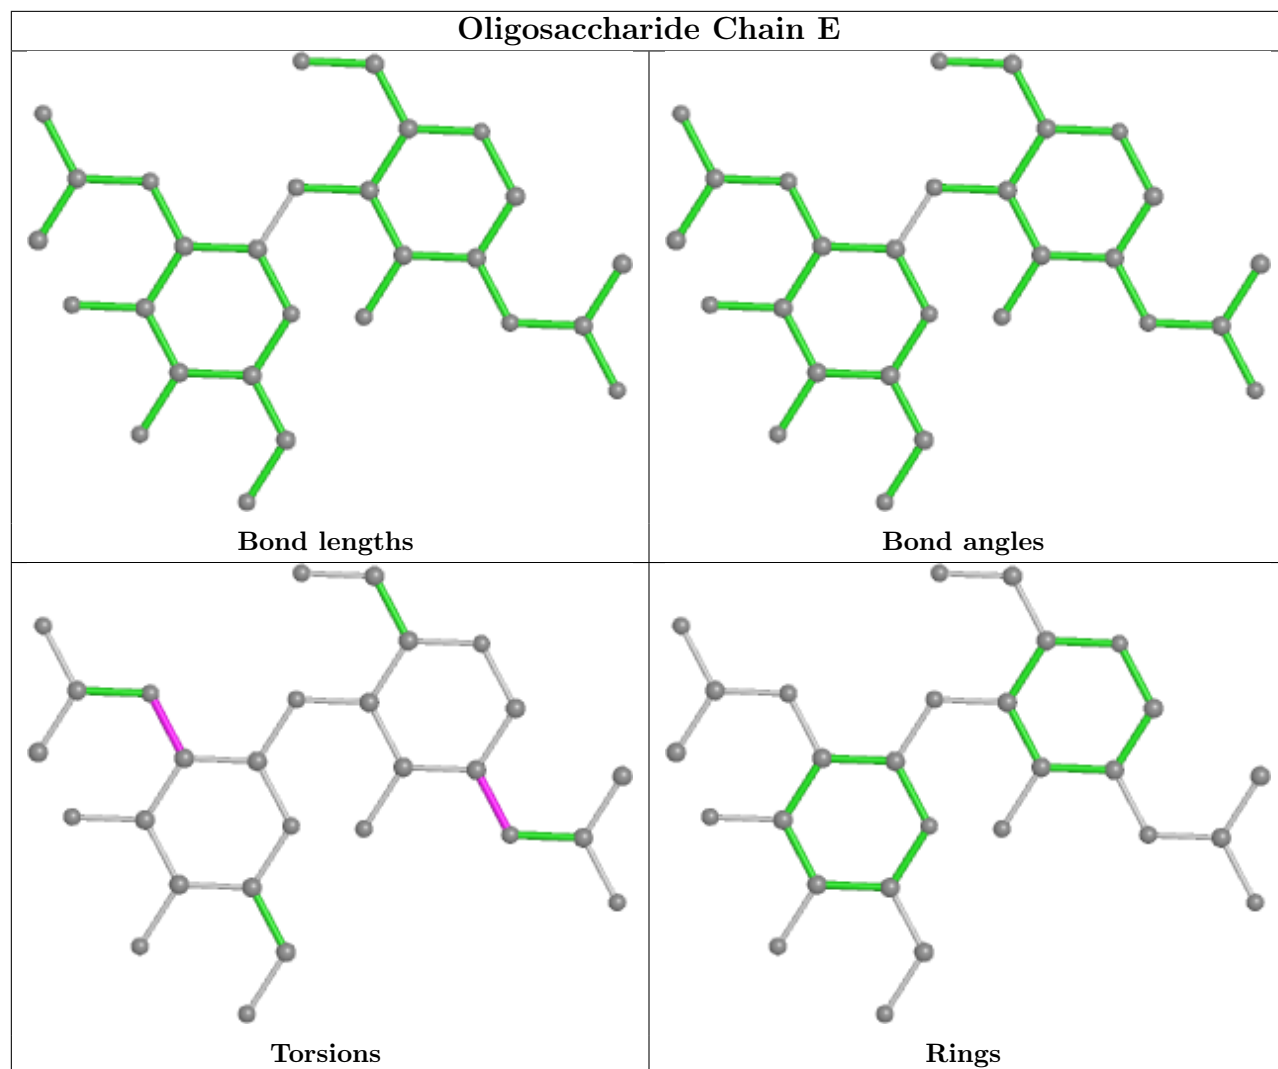 Oligosaccharide Chain E
Bond lengths
Bond angles
Torsions
Rings